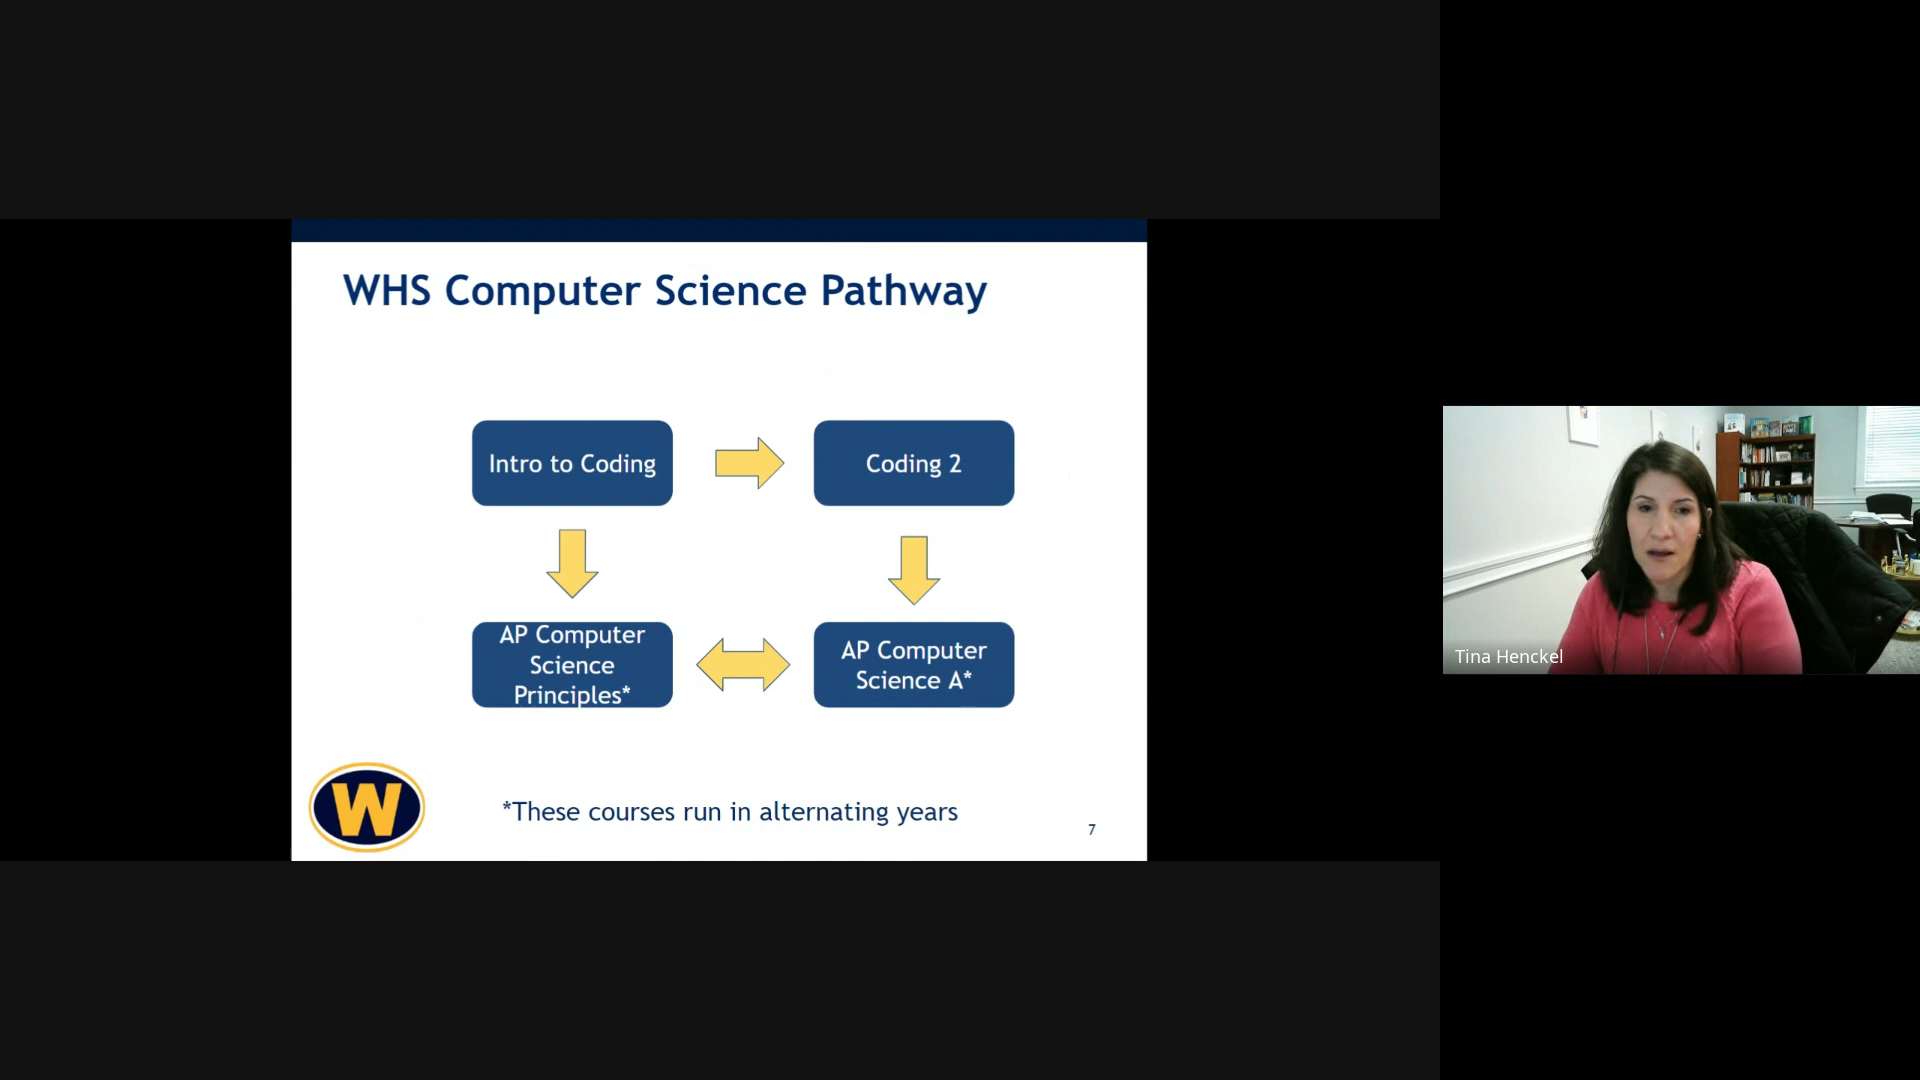 WHS Computer Science Pathway
Intro to Coding
Coding 2
AP Computer
Science
Principles*
AP Computer
Science A*
W
*These courses run in alternating years
7
Tina Henckel